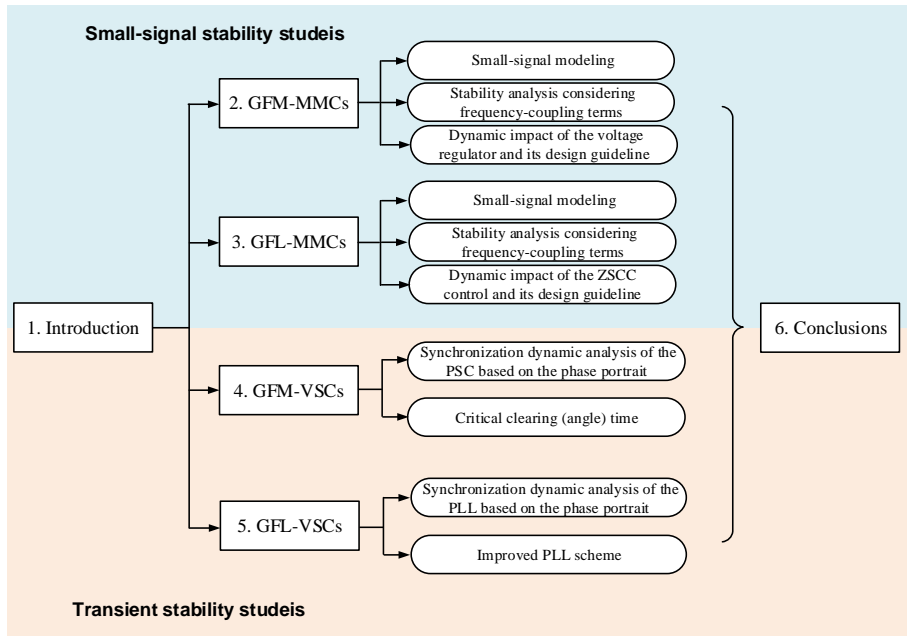 Small-signal stability studeis
Small-signal modeling
2. GFM-MMCs
Stability analysis considering
frequency-coupling terms
Dynamic impact of the voltage
regulator and its design guideline
Small-signal modeling
3. GFL-MMCs
Stability analysis considering
frequency-coupling terms
Dynamic impact of the ZSCC
control and its design guideline
1. Introduction
6. Conclusions
Synchronization dynamic analysis of the
PSC based on the phase portrait
4. GFM-VSCs
Critical clearing (angle) time
Synchronization dynamic analysis of the
PLL based on the phase portrait
5. GFL-VSCs
Improved PLL scheme
Transient stability studeis